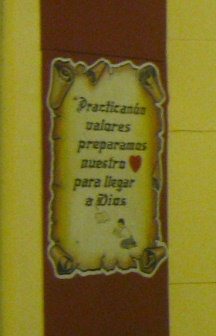 "Practicando
valores
preparamos
nuestro
para llegar
a Dios